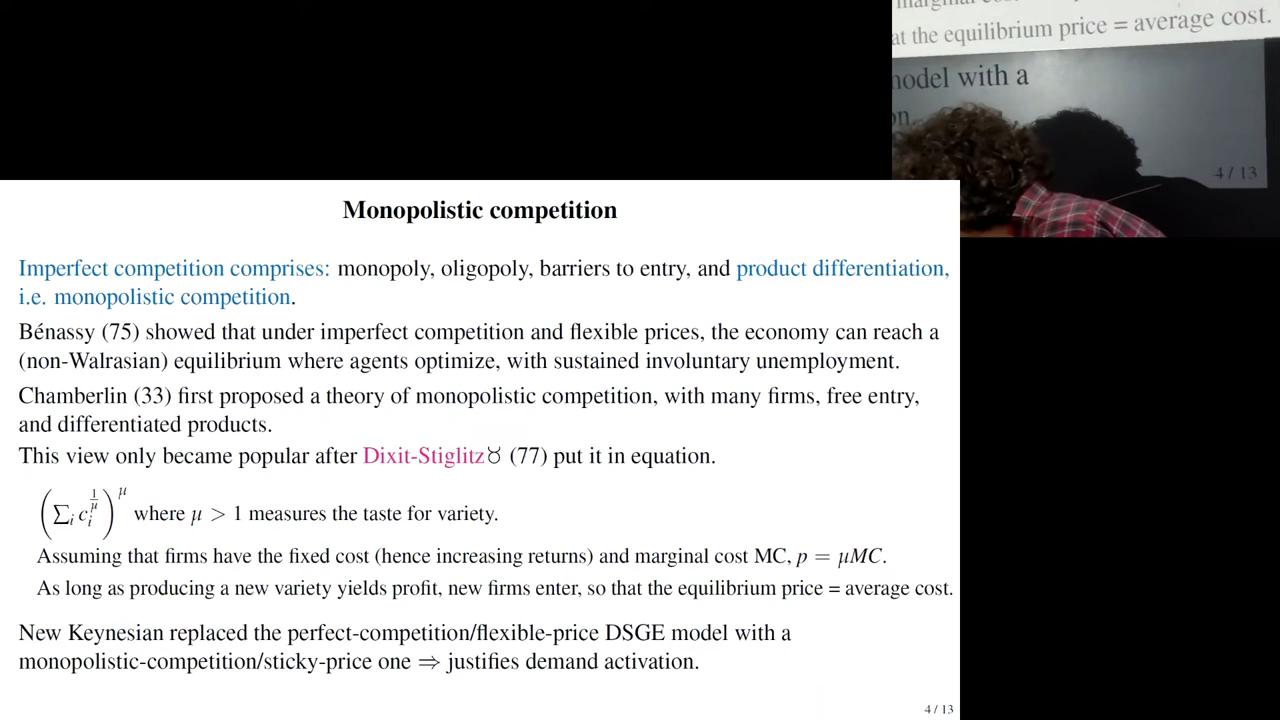 marginal
at the equilibrium price = average cost.
model with a
on.
4 / 13
Monopolistic competition
Imperfect competition comprises: monopoly, oligopoly, barriers to entry, and product differentiation,
i.e. monopolistic competition.
Bénassy (75) showed that under imperfect competition and flexible prices, the economy can reach a
(non-Walrasian) equilibrium where agents optimize, with sustained involuntary unemployment.
Chamberlin (33) first proposed a theory of monopolistic competition, with many firms, free entry,
and differentiated products.
This view only became popular after Dixit-Stiglitz♉ (77) put it in equation.
(∑ᵢ cᵢ^(1/μ))^μ where μ > 1 measures the taste for variety.
Assuming that firms have the fixed cost (hence increasing returns) and marginal cost MC, p = μMC.
As long as producing a new variety yields profit, new firms enter, so that the equilibrium price = average cost.
New Keynesian replaced the perfect-competition/flexible-price DSGE model with a
monopolistic-competition/sticky-price one ⇒ justifies demand activation.
4 / 13